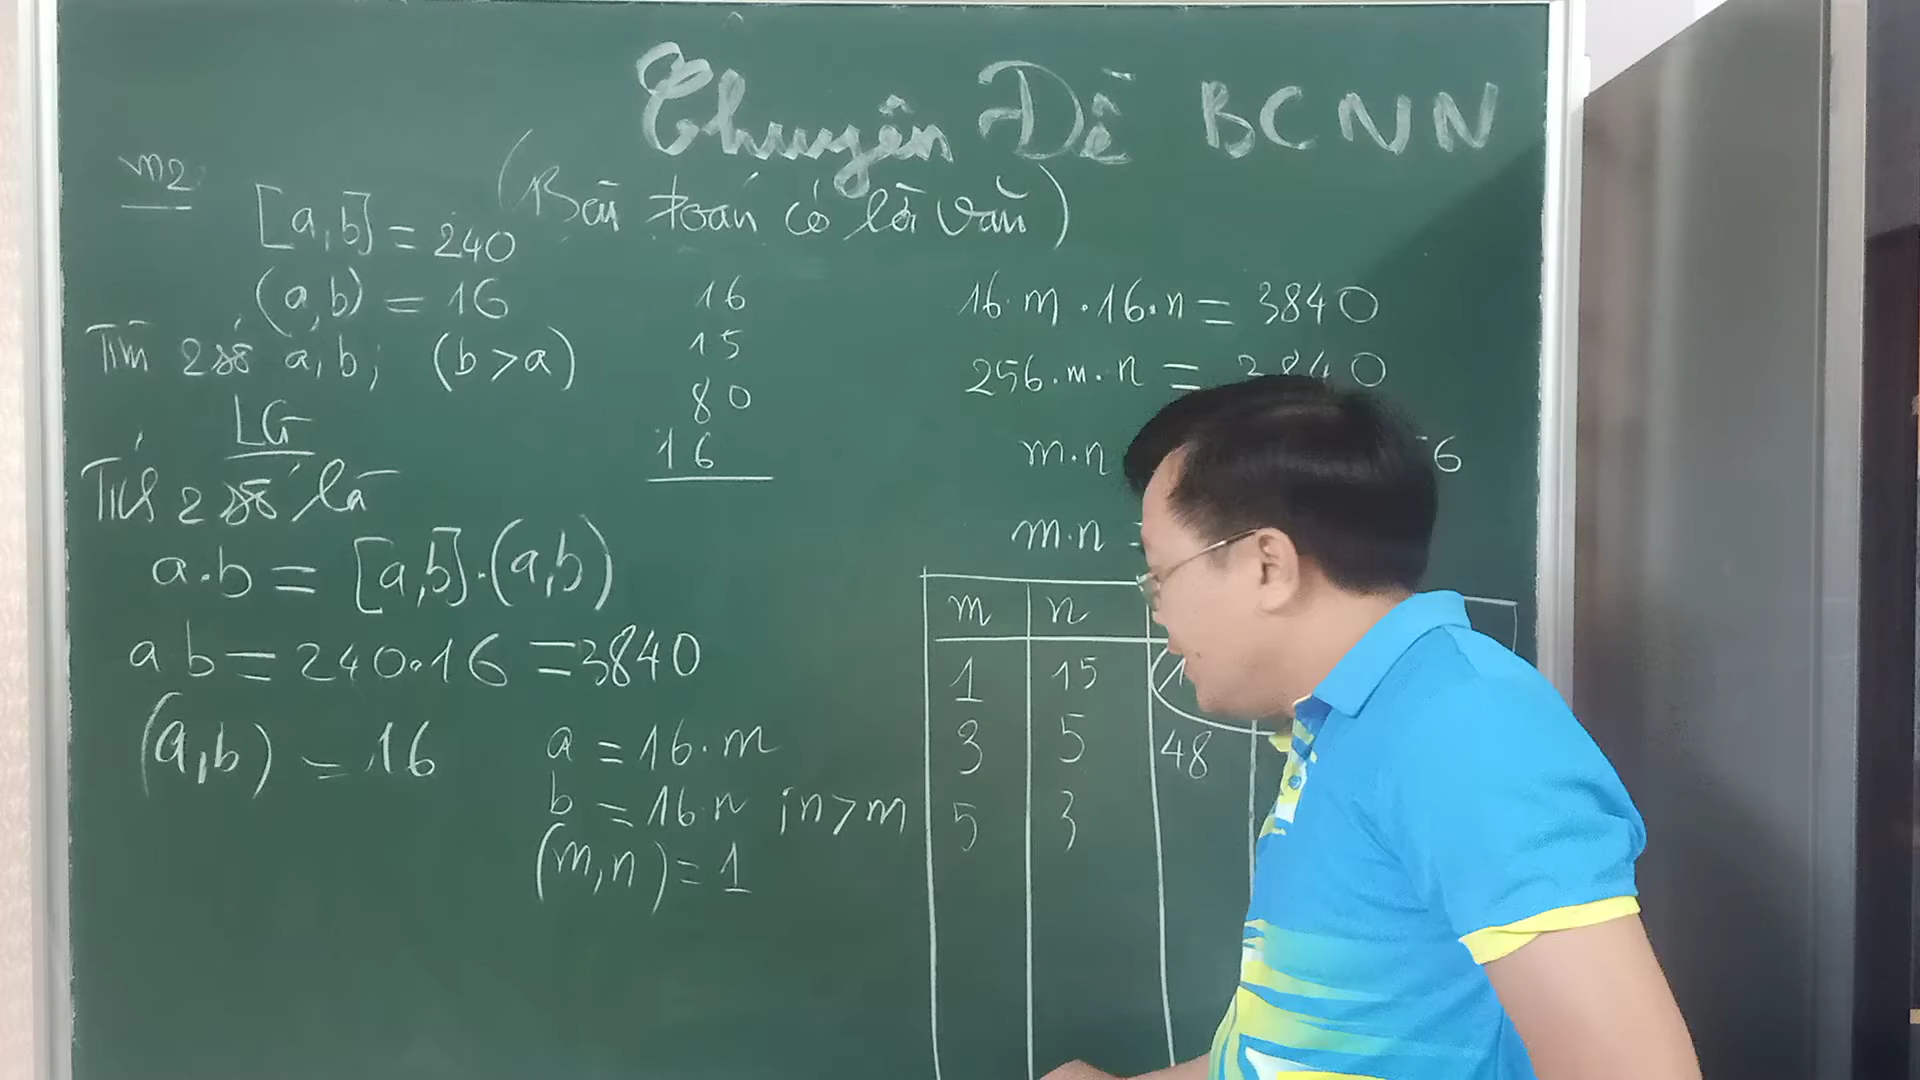 Chuyên Đề BCNN
(Bài toán có lời văn)
m2
[a,b] = 240
(a,b) = 16
Tìm 2 số a,b; (b>a)
LG
Tích 2 số là
a.b = [a,b].(a,b)
a b = 240.16 = 3840
(a,b) = 16
a = 16.m
b = 16.n ; n>m
(m,n) = 1
16
15
80
16
16.m.16.n = 3840
256.m.n = 3840
m.n
6
m.n =
m n
1 15
3 5 48
5 3